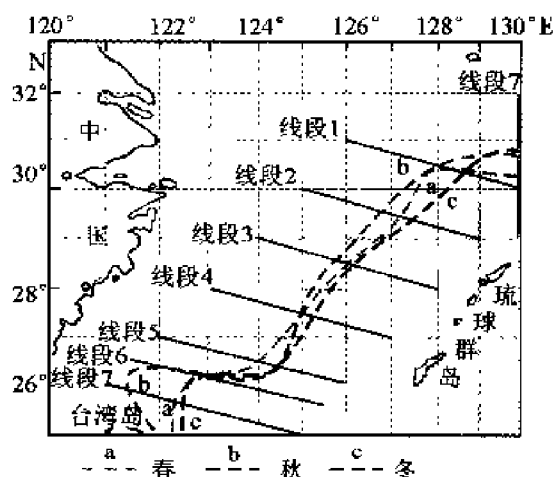 120° 122° 124° 126° 128° 130°E
N
线段7
32°
中
线段1
b
30°
线段2
a
c
国
线段3
28°
线段4
琉
球
群
岛
线段5
线段6
26°
线段7
b
a
台湾岛
c
a 春 b 秋 c 冬